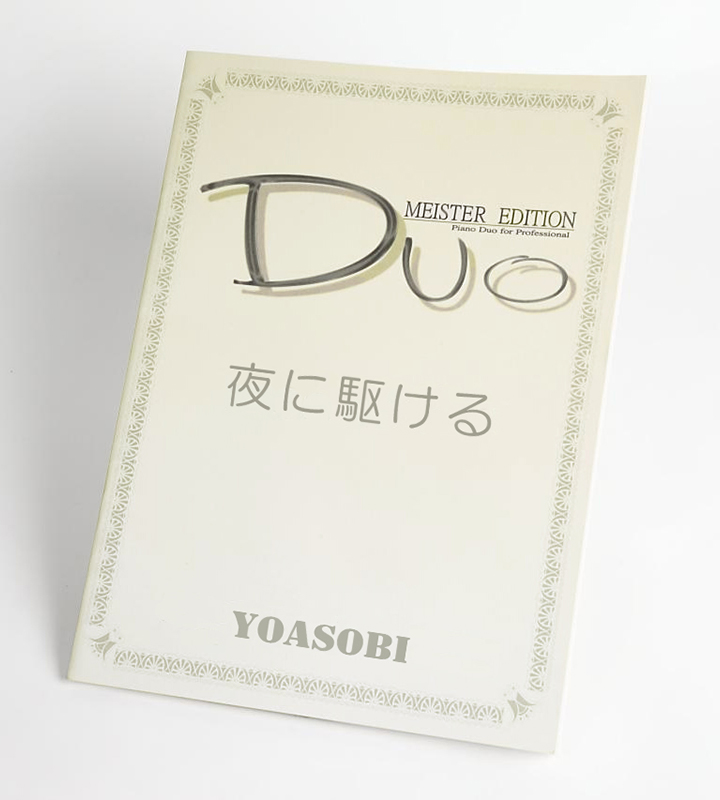 DUO
MEISTER EDITION
Piano Duo for Professional
夜に駆ける
YOASOBI